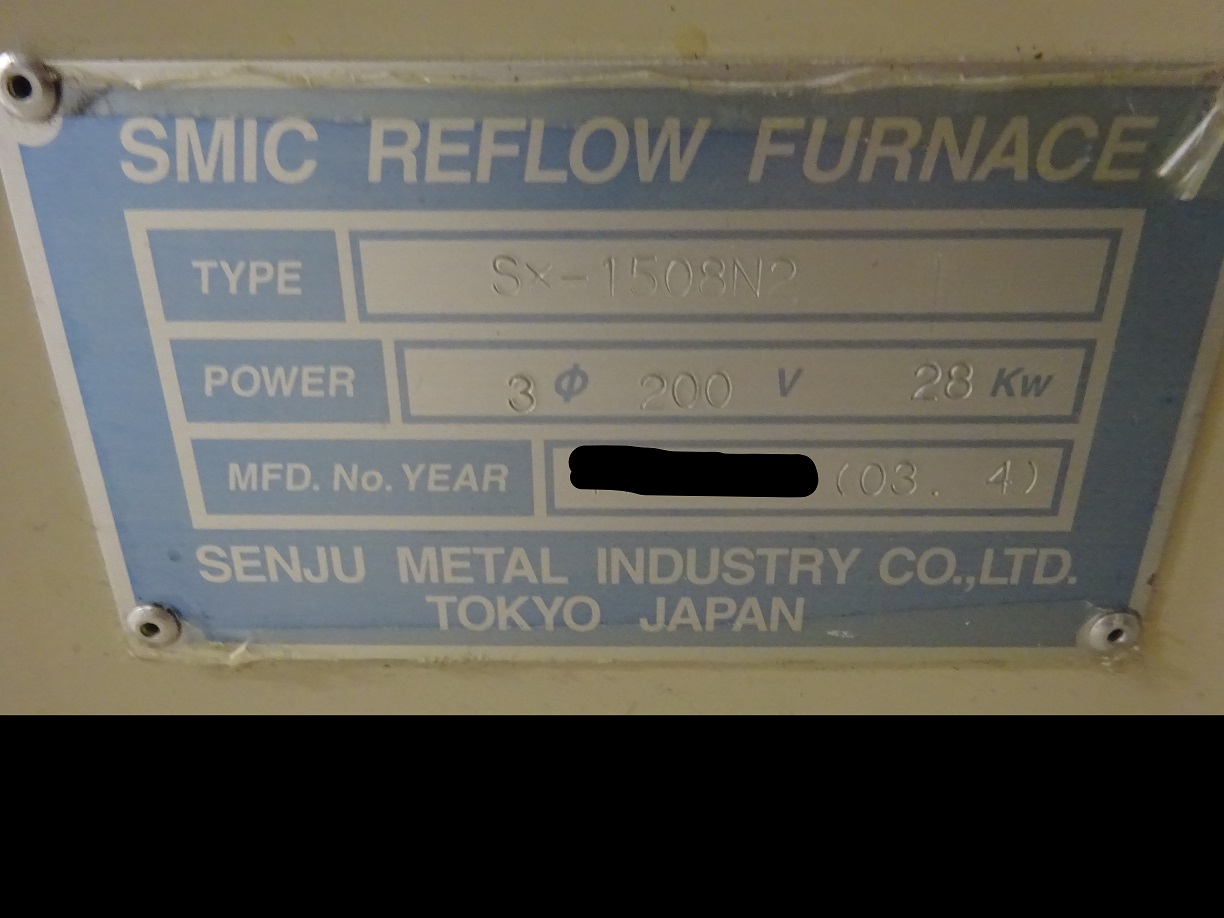 SMIC REFLOW FURNACE
TYPE Sx-1508N2
POWER 3 Φ 200 V 28 Kw
MFD. No. YEAR (03. 4)
SENJU METAL INDUSTRY CO.,LTD.
TOKYO JAPAN